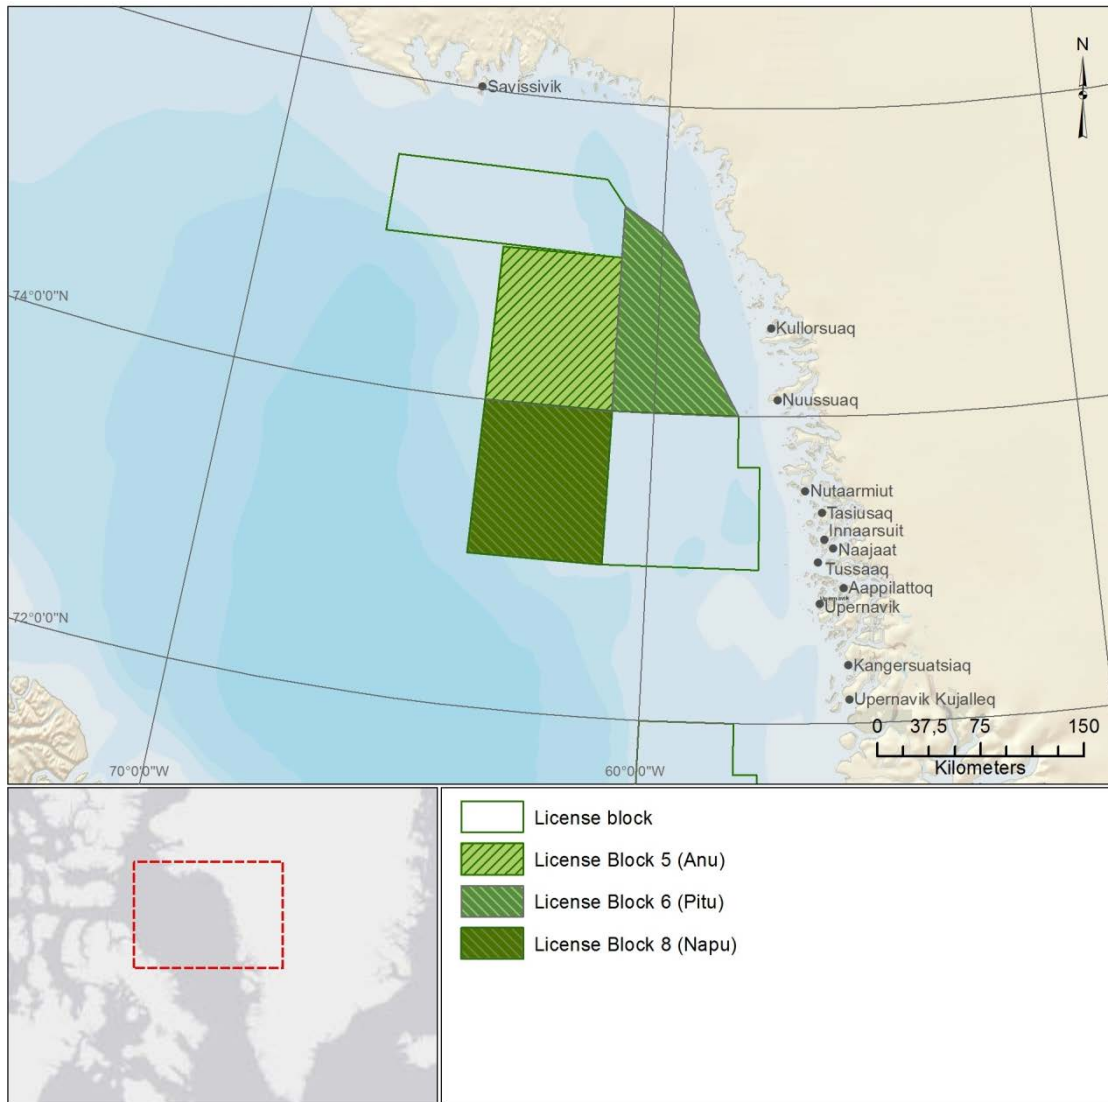 N
Savissivik
74°0'0"N
Kullorsuaq
Nuussuaq
Nutaarmiut
Tasiusaq
Innaarsuit
Naajaat
Tussaaq
Aappilattoq
Upernavik
Upernavik
72°0'0"N
Kangersuatsiaq
Upernavik Kujalleq
0 37,5 75 150
Kilometers
70°0'0"W
60°0'0"W
License block
License Block 5 (Anu)
License Block 6 (Pitu)
License Block 8 (Napu)